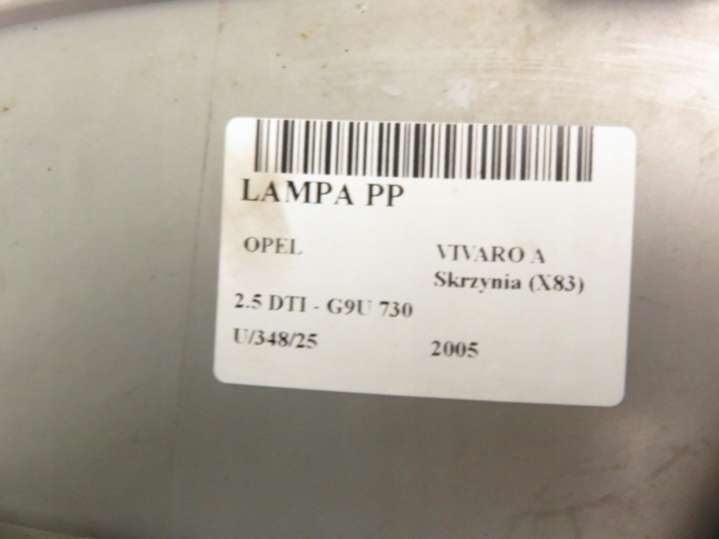 LAMPA PP
OPEL
VIVARO A
Skrzynia (X83)
2.5 DTI - G9U 730
U/348/25
2005